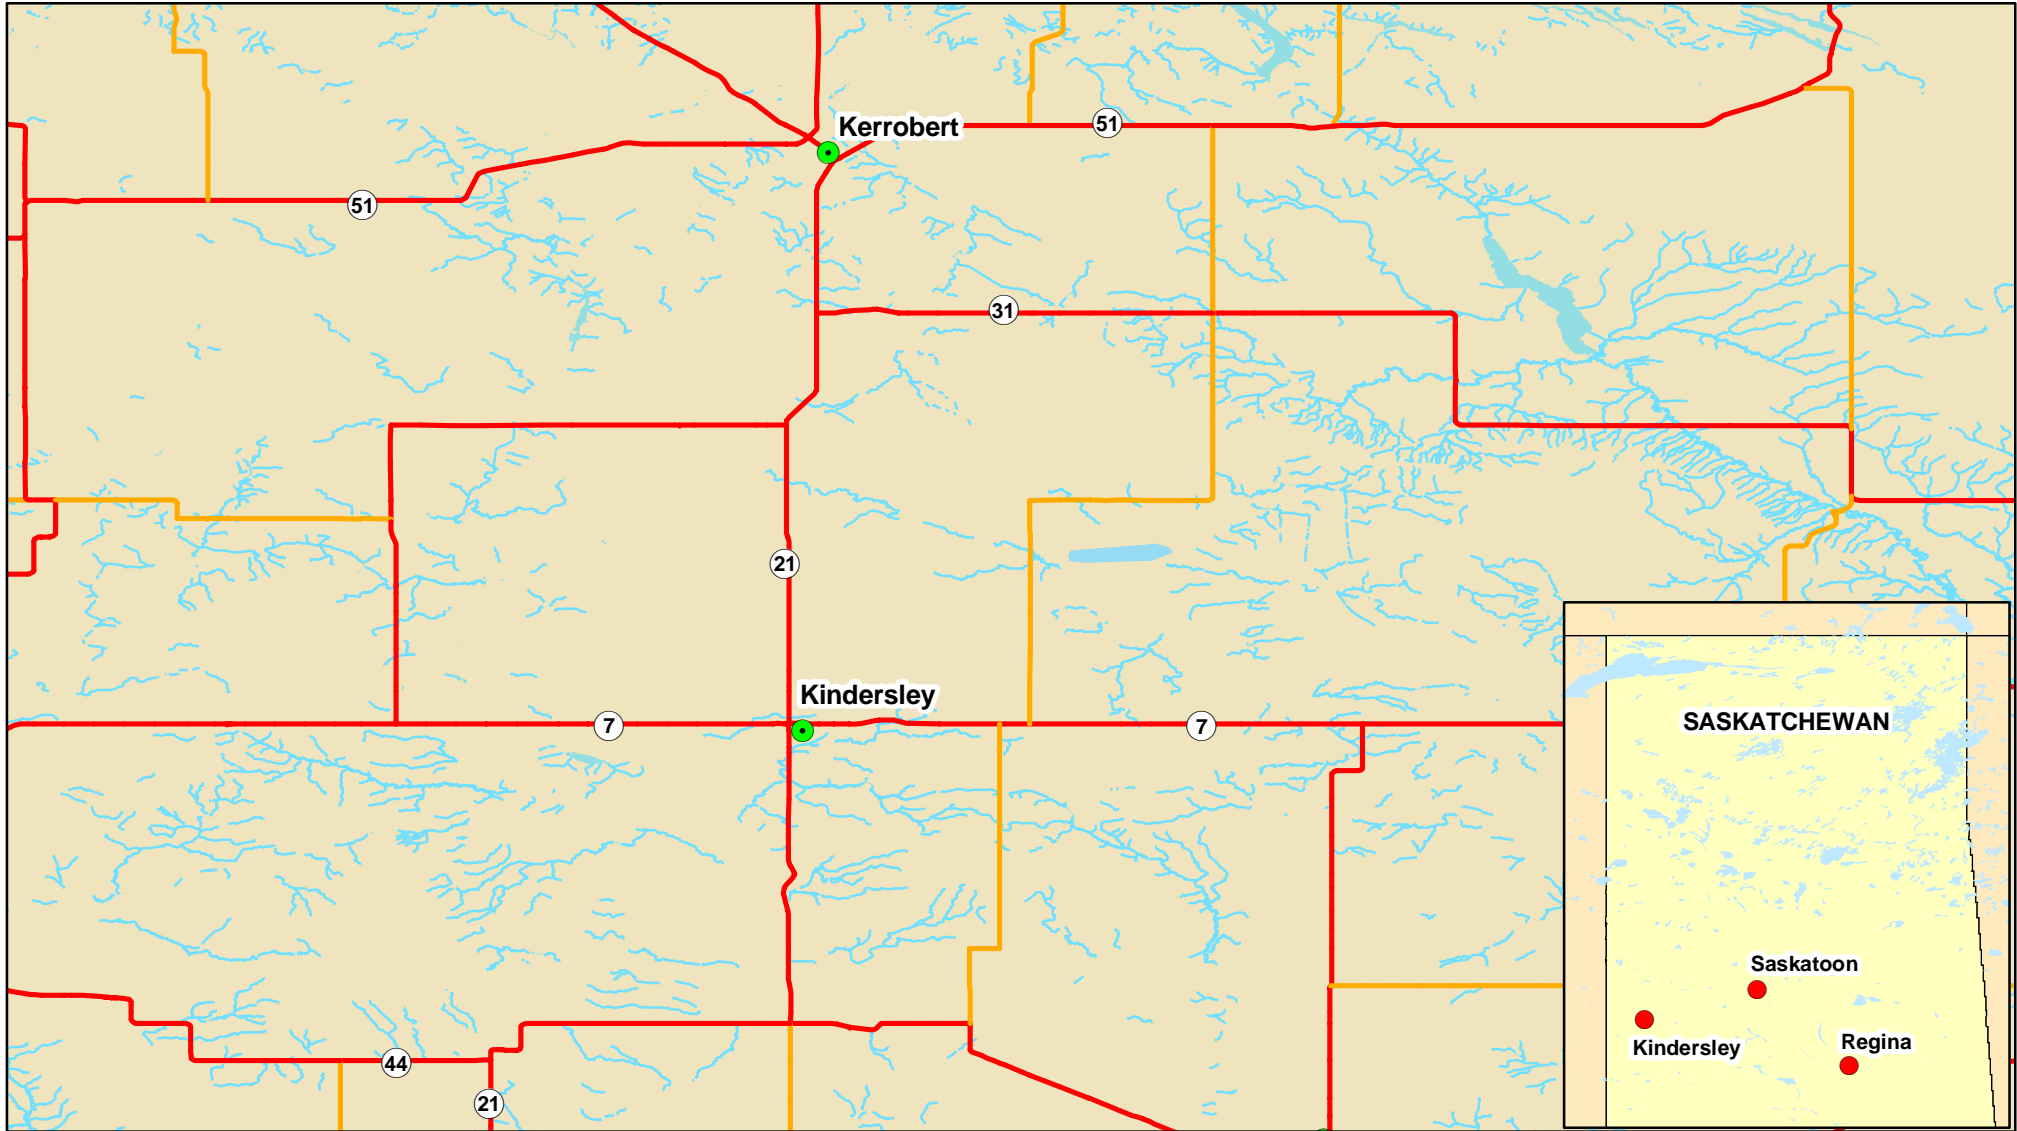 Kerrobert
51
51
31
21
Kindersley
7
7
SASKATCHEWAN
Saskatoon
Kindersley
Regina
44
21